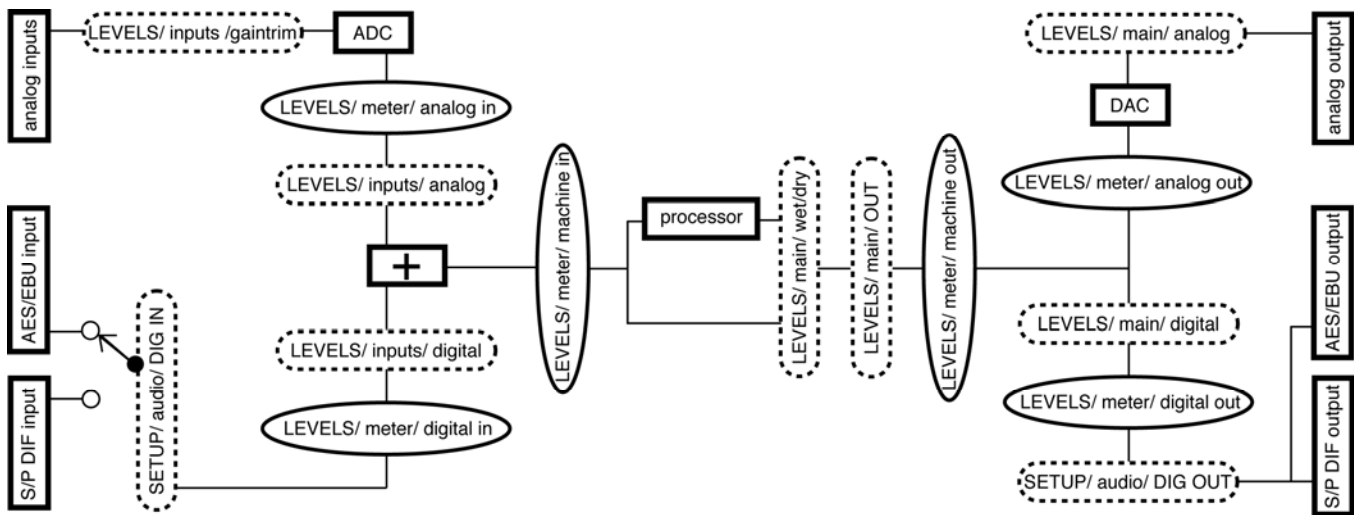 analog inputs
LEVELS/ inputs /gaintrim
ADC
LEVELS/ meter/ analog in
LEVELS/ inputs/ analog
+
AES/EBU input
S/P DIF input
SETUP/ audio/ DIG IN
LEVELS/ inputs/ digital
LEVELS/ meter/ digital in
LEVELS/ meter/ machine in
processor
LEVELS/ main/ wet/dry
LEVELS/ main/ OUT
LEVELS/ meter/ machine out
LEVELS/ main/ analog
analog output
DAC
LEVELS/ meter/ analog out
LEVELS/ main/ digital
LEVELS/ meter/ digital out
SETUP/ audio/ DIG OUT
AES/EBU output
S/P DIF output